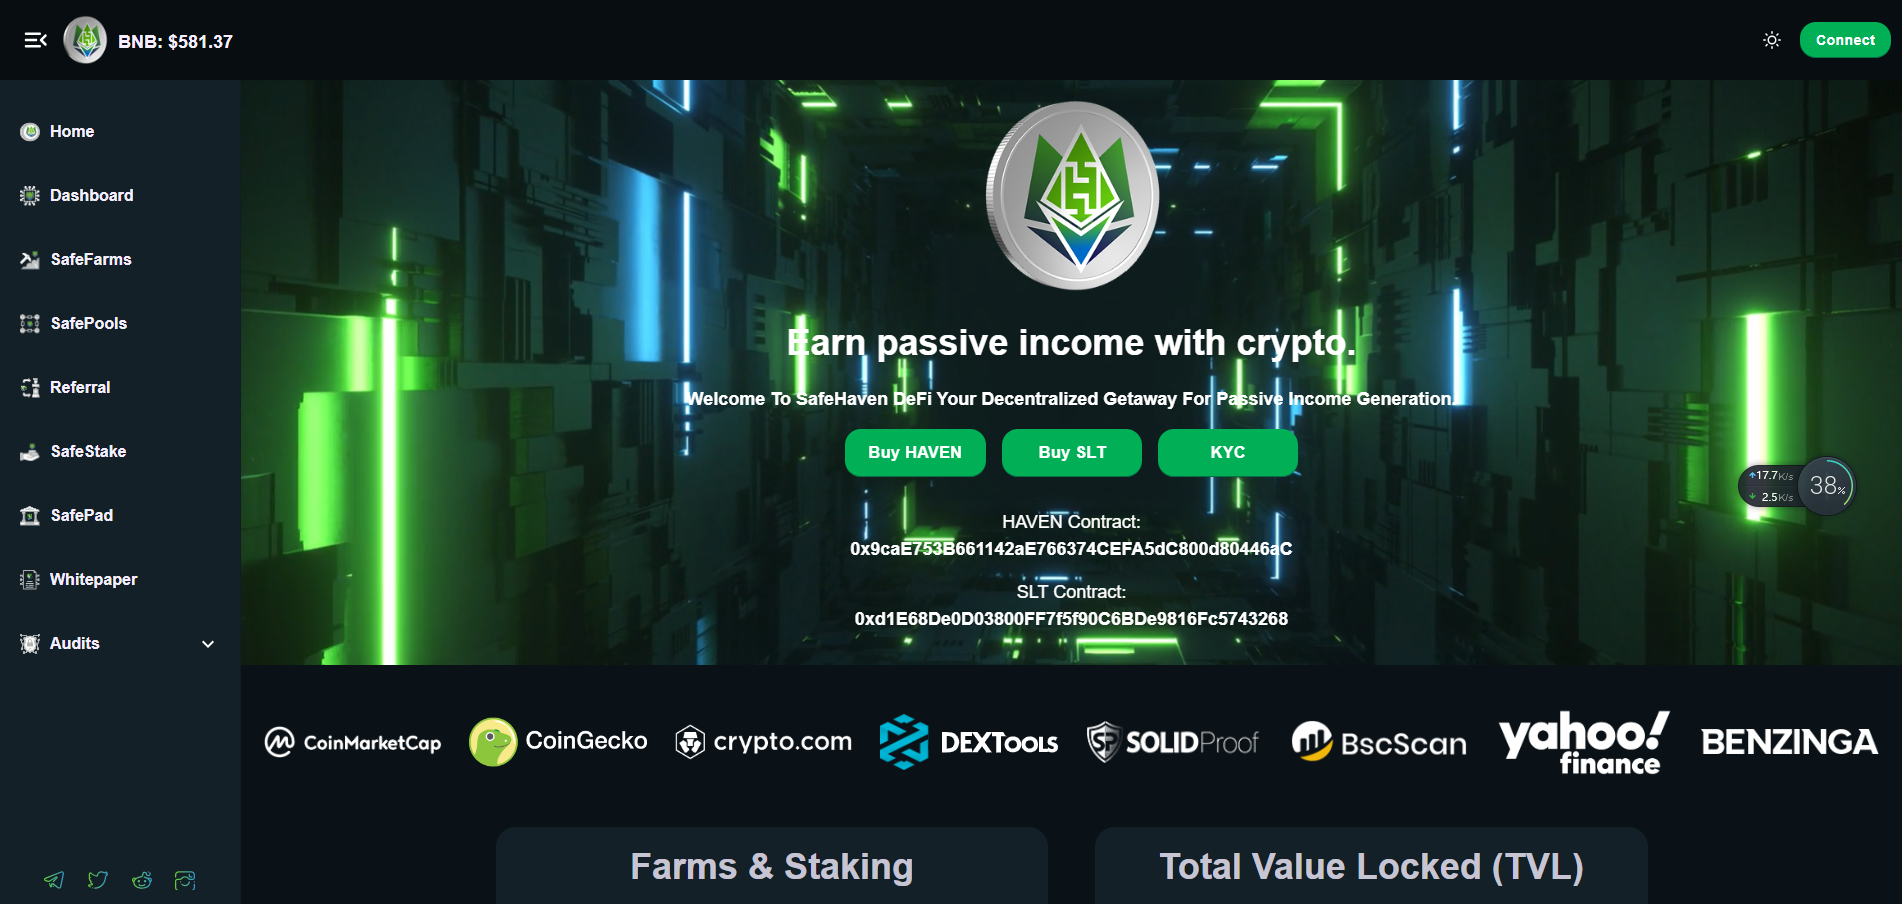 BNB: $581.37
Connect
Home
Dashboard
SafeFarms
SafePools
Referral
SafeStake
SafePad
Whitepaper
Audits
Earn passive income with crypto.
Welcome To SafeHaven DeFi Your Decentralized Getaway For Passive Income Generation.
Buy HAVEN
Buy SLT
KYC
HAVEN Contract:
0x9caE753B661142aE766374CEFA5dC800d80446aC
SLT Contract:
0xd1E68De0D03800FF7f5f90C6BDe9816Fc5743268
17.7K/s
2.5K/s
38%
CoinMarketCap
CoinGecko
crypto.com
DEXTools
SOLIDProof
BscScan
yahoo!
finance
BENZINGA
Farms & Staking
Total Value Locked (TVL)